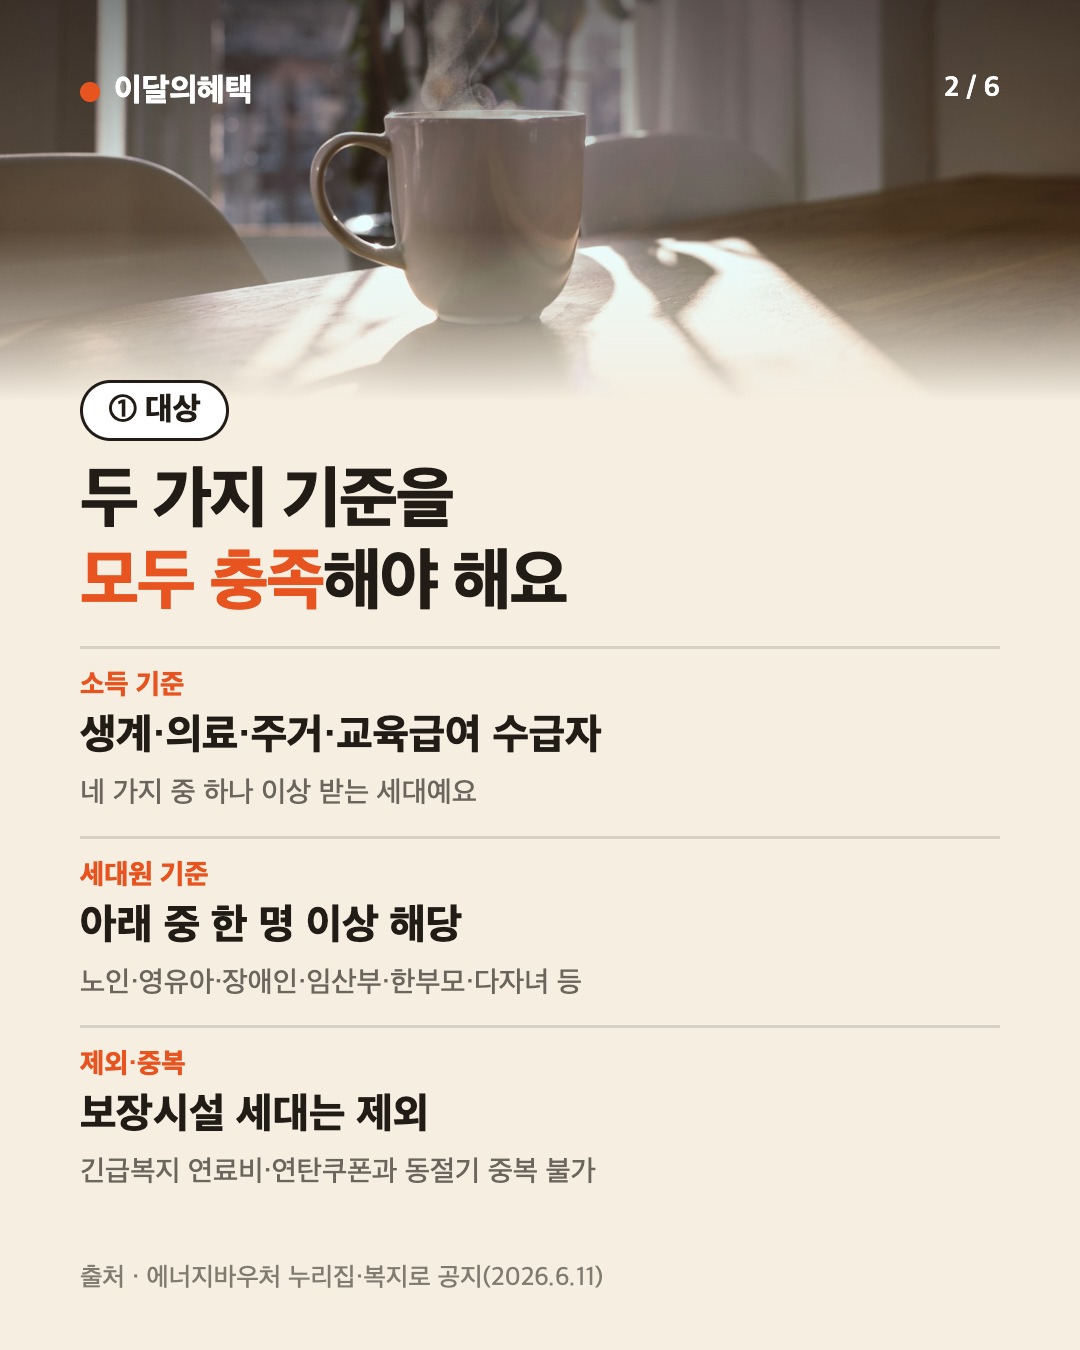 이달의혜택
2 / 6
① 대상
두 가지 기준을
모두 충족해야 해요
소득 기준
생계·의료·주거·교육급여 수급자
네 가지 중 하나 이상 받는 세대예요
세대원 기준
아래 중 한 명 이상 해당
노인·영유아·장애인·임산부·한부모·다자녀 등
제외·중복
보장시설 세대는 제외
긴급복지 연료비·연탄쿠폰과 동절기 중복 불가
출처 · 에너지바우처 누리집·복지로 공지(2026.6.11)